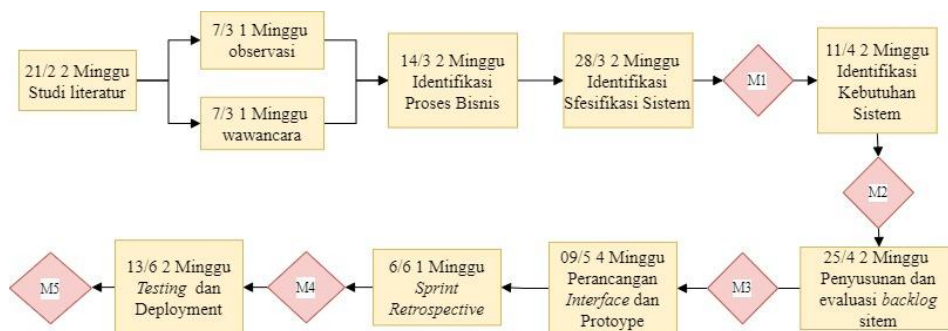 21/2 2 Minggu
Studi literatur
7/3 1 Minggu
observasi
7/3 1 Minggu
wawancara
14/3 2 Minggu
Identifikasi
Proses Bisnis
28/3 2 Minggu
Identifikasi
Sfesifikasi Sistem
M1
11/4 2 Minggu
Identifikasi
Kebutuhan
Sistem
M2
25/4 2 Minggu
Penyusunan dan
evaluasi backlog
sitem
M3
09/5 4 Minggu
Perancangan
Interface dan
Protoype
6/6 1 Minggu
Sprint
Retrospective
M4
13/6 2 Minggu
Testing dan
Deployment
M5